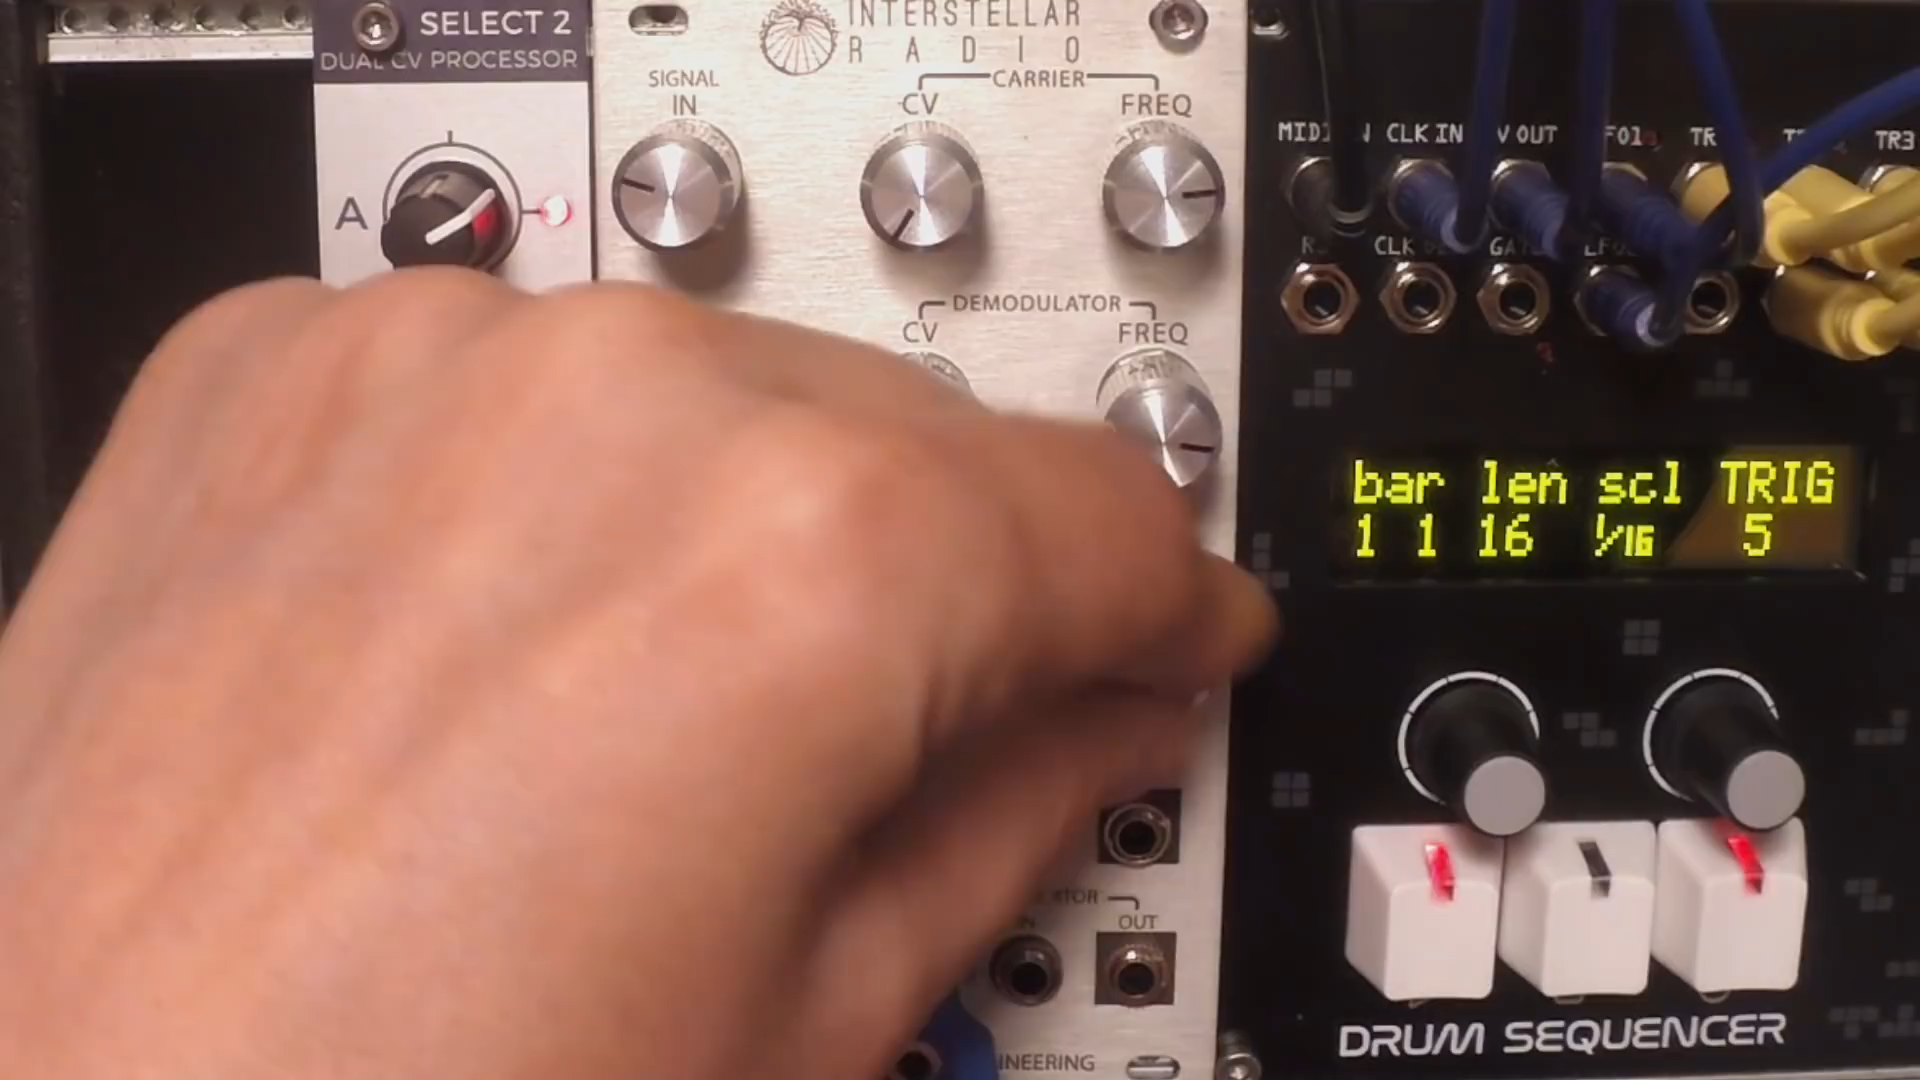 SELECT 2
DUAL CV PROCESSOR
A
INTERSTELLAR
RADIO
SIGNAL
IN
CARRIER
CV
FREQ
DEMODULATOR
CV
FREQ
OUT
CLK IN
TR3
CLK
bar len scl TRIG
1 1 16 1/16 5
DRUM SEQUENCER